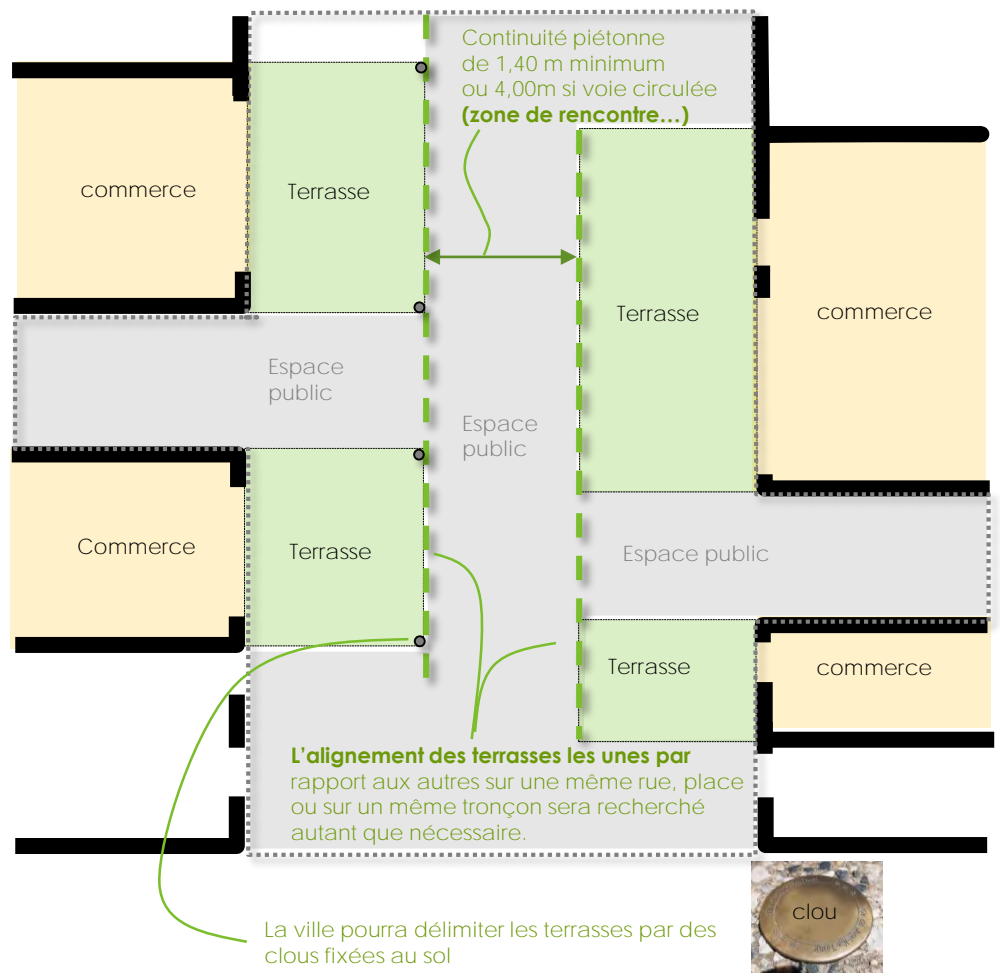 Continuité piétonne
de 1,40 m minimum
ou 4,00m si voie circulée
(zone de rencontre...)
commerce
Terrasse
Terrasse
commerce
Espace
public
Espace
public
Commerce
Terrasse
Espace public
Terrasse
commerce
L'alignement des terrasses les unes par
rapport aux autres sur une même rue, place
ou sur un même tronçon sera recherché
autant que nécessaire.
clou
La ville pourra délimiter les terrasses par des
clous fixées au sol